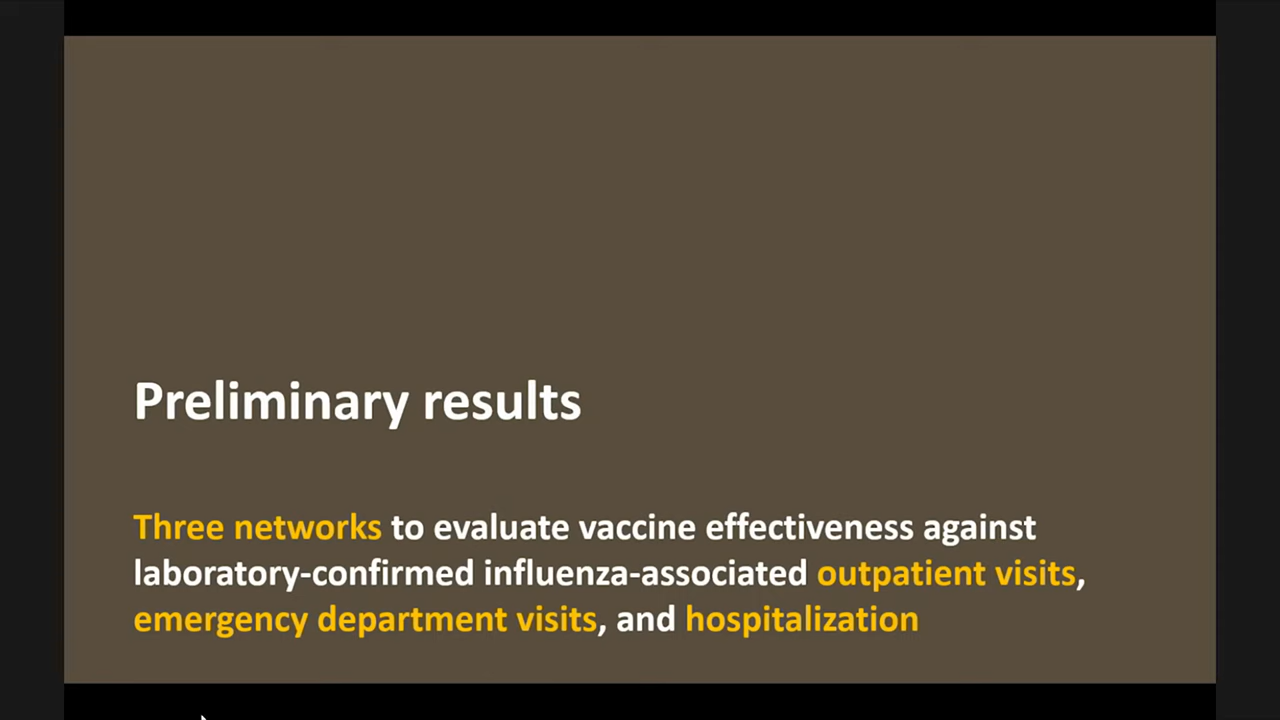 Preliminary results
Three networks to evaluate vaccine effectiveness against
laboratory-confirmed influenza-associated outpatient visits,
emergency department visits, and hospitalization